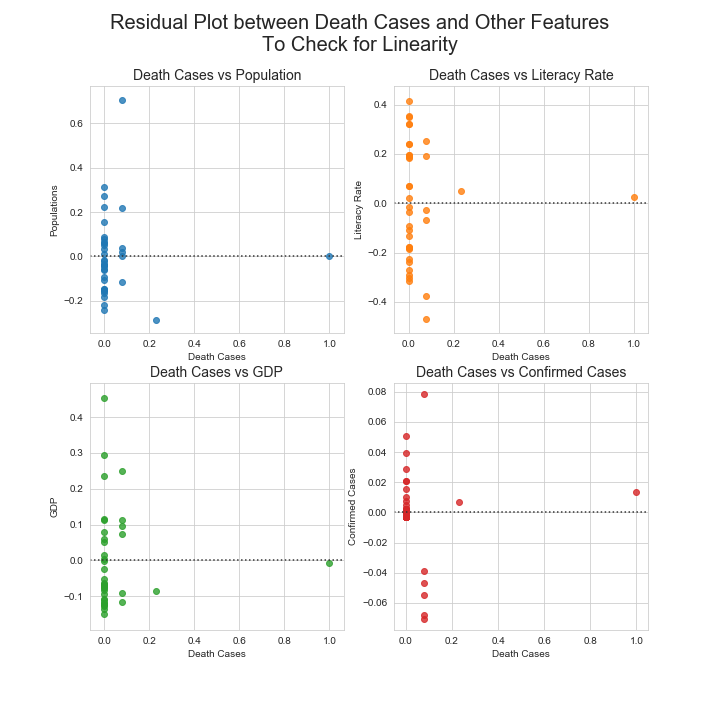 Residual Plot between Death Cases and Other Features
To Check for Linearity
Death Cases vs Population
Populations
0.6
0.4
0.2
0.0
−0.2
0.0 0.2 0.4 0.6 0.8 1.0
Death Cases
Death Cases vs Literacy Rate
Literacy Rate
0.4
0.2
0.0
−0.2
−0.4
0.0 0.2 0.4 0.6 0.8 1.0
Death Cases
Death Cases vs GDP
GDP
0.4
0.3
0.2
0.1
0.0
−0.1
0.0 0.2 0.4 0.6 0.8 1.0
Death Cases
Death Cases vs Confirmed Cases
Confirmed Cases
0.08
0.06
0.04
0.02
0.00
−0.02
−0.04
−0.06
0.0 0.2 0.4 0.6 0.8 1.0
Death Cases